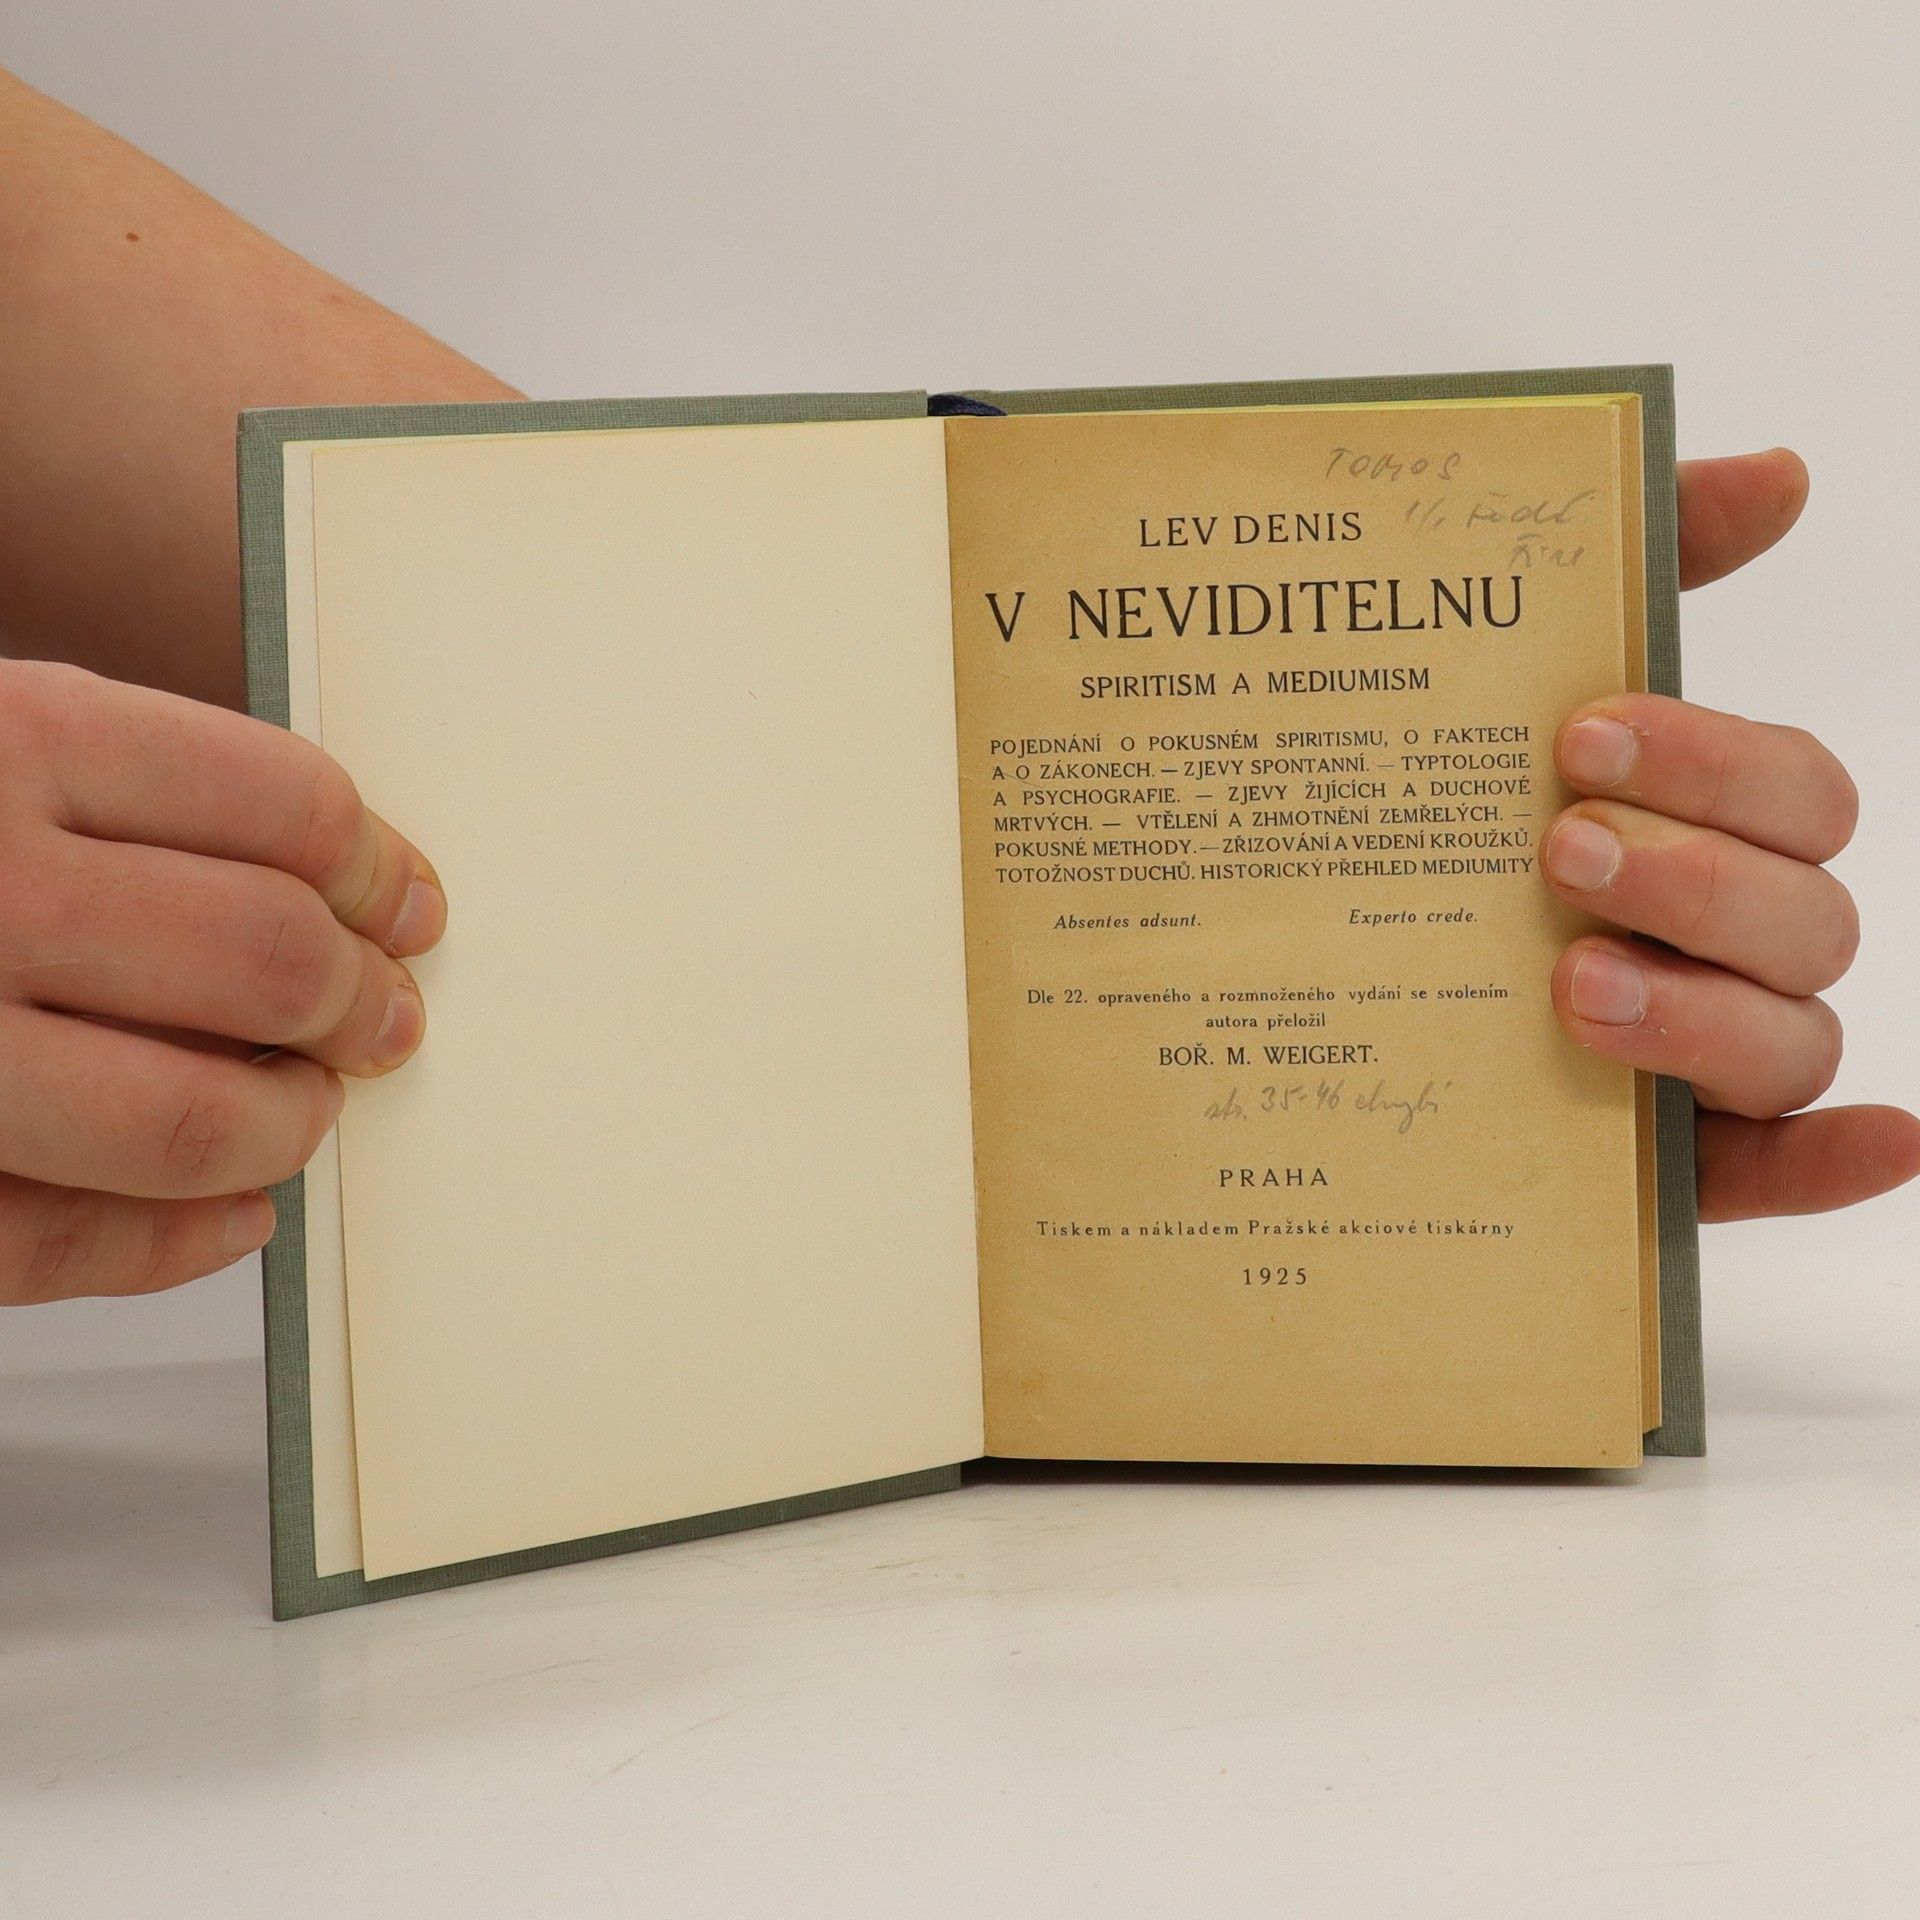 LEV DENIS
V NEVIDITELNU
SPIRITISM A MEDIUMISM
POJEDNÁNÍ O POKUSNÉM SPIRITISMU, O FAKTECH
A O ZÁKONECH. — ZJEVY SPONTANNÍ. — TYPTOLOGIE
A PSYCHOGRAFIE. — ZJEVY ŽIJÍCÍCH A DUCHOVÉ
MRTVÝCH. — VTĚLENÍ A ZHMOTNĚNÍ ZEMŘELÝCH. —
POKUSNÉ METHODY. — ZŘIZOVÁNÍ A VEDENÍ KROUŽKŮ.
TOTOŽNOST DUCHŮ. HISTORICKÝ PŘEHLED MEDIUMITY
Absentes adsunt. Experto crede.
Dle 22. opraveného a rozmnoženého vydání se svolením
autora přeložil
BOŘ. M. WEIGERT.
str. 35-46 chybí
PRAHA
Tiskem a nákladem Pražské akciové tiskárny
1925